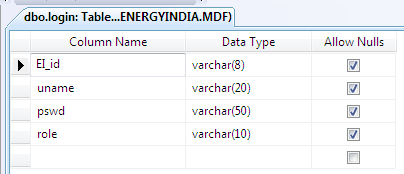 dbo.login: Table...ENERGYINDIA.MDF)
Column Name Data Type Allow Nulls
EI_id varchar(8)
uname varchar(20)
pswd varchar(50)
role varchar(10)